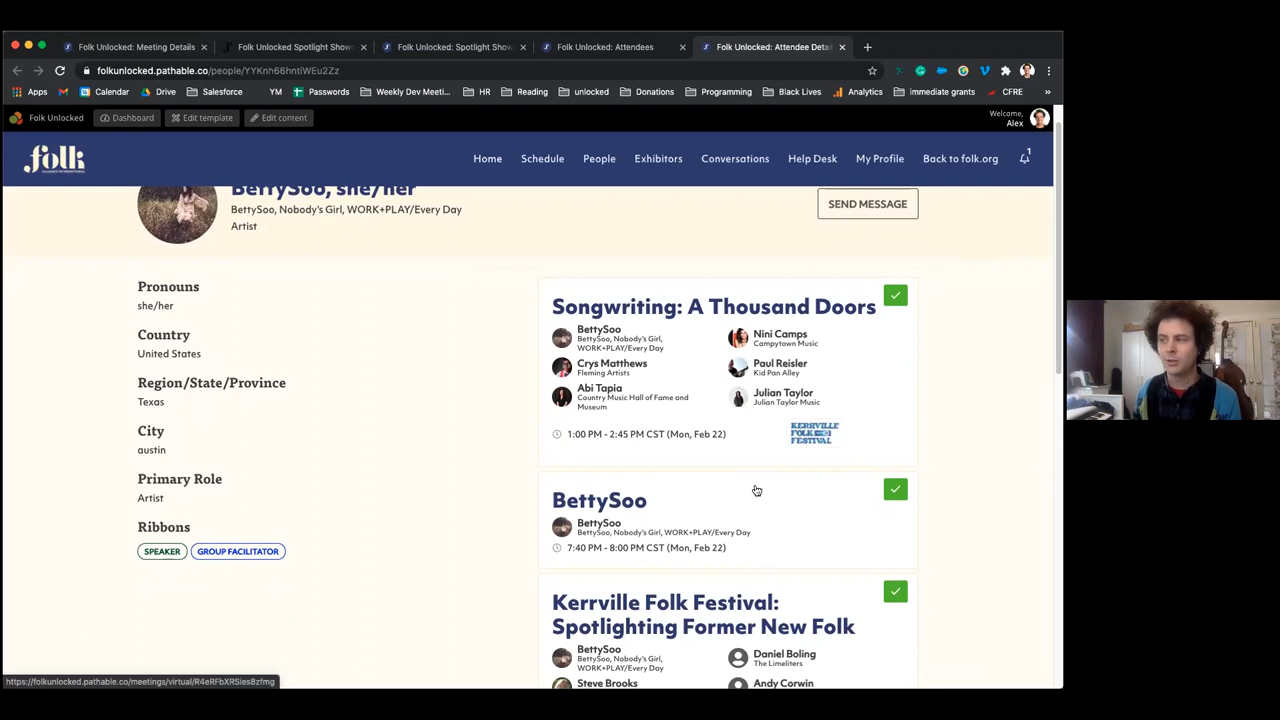 Folk Unlocked: Meeting Details
Folk Unlocked Spotlight Show
Folk Unlocked: Spotlight Show
Folk Unlocked: Attendees
Folk Unlocked: Attendee Detai
folkunlocked.pathable.co/people/YYKnh66hntiWEu2Zz
Apps Calendar Drive Salesforce YM Passwords Weekly Dev Meeti... HR Reading unlocked Donations Programming Black Lives Analytics immediate grants CFRE »
Folk Unlocked Dashboard Edit template Edit content
Welcome,
Alex
folk
Home Schedule People Exhibitors Conversations Help Desk My Profile Back to folk.org 1
BettySoo, she/her
BettySoo, Nobody's Girl, WORK+PLAY/Every Day
Artist
SEND MESSAGE
Pronouns
she/her
Country
United States
Region/State/Province
Texas
City
austin
Primary Role
Artist
Ribbons
SPEAKER GROUP FACILITATOR
Songwriting: A Thousand Doors
BettySoo
BettySoo, Nobody's Girl,
WORK+PLAY/Every Day
Nini Camps
Campytown Music
Crys Matthews
Fleming Artists
Paul Reisler
Kid Pan Alley
Abi Tapia
Country Music Hall of Fame and
Museum
Julian Taylor
Julian Taylor Music
1:00 PM - 2:45 PM CST (Mon, Feb 22)
KERRVILLE
FOLK
FESTIVAL
BettySoo
BettySoo
BettySoo, Nobody's Girl, WORK+PLAY/Every Day
7:40 PM - 8:00 PM CST (Mon, Feb 22)
Kerrville Folk Festival:
Spotlighting Former New Folk
BettySoo
BettySoo, Nobody's Girl,
WORK+PLAY/Every Day
Daniel Boling
The Limeliters
Steve Brooks
Andy Corwin
https://folkunlocked.pathable.co/meetings/virtual/R4eRFbXRSies8zfmg